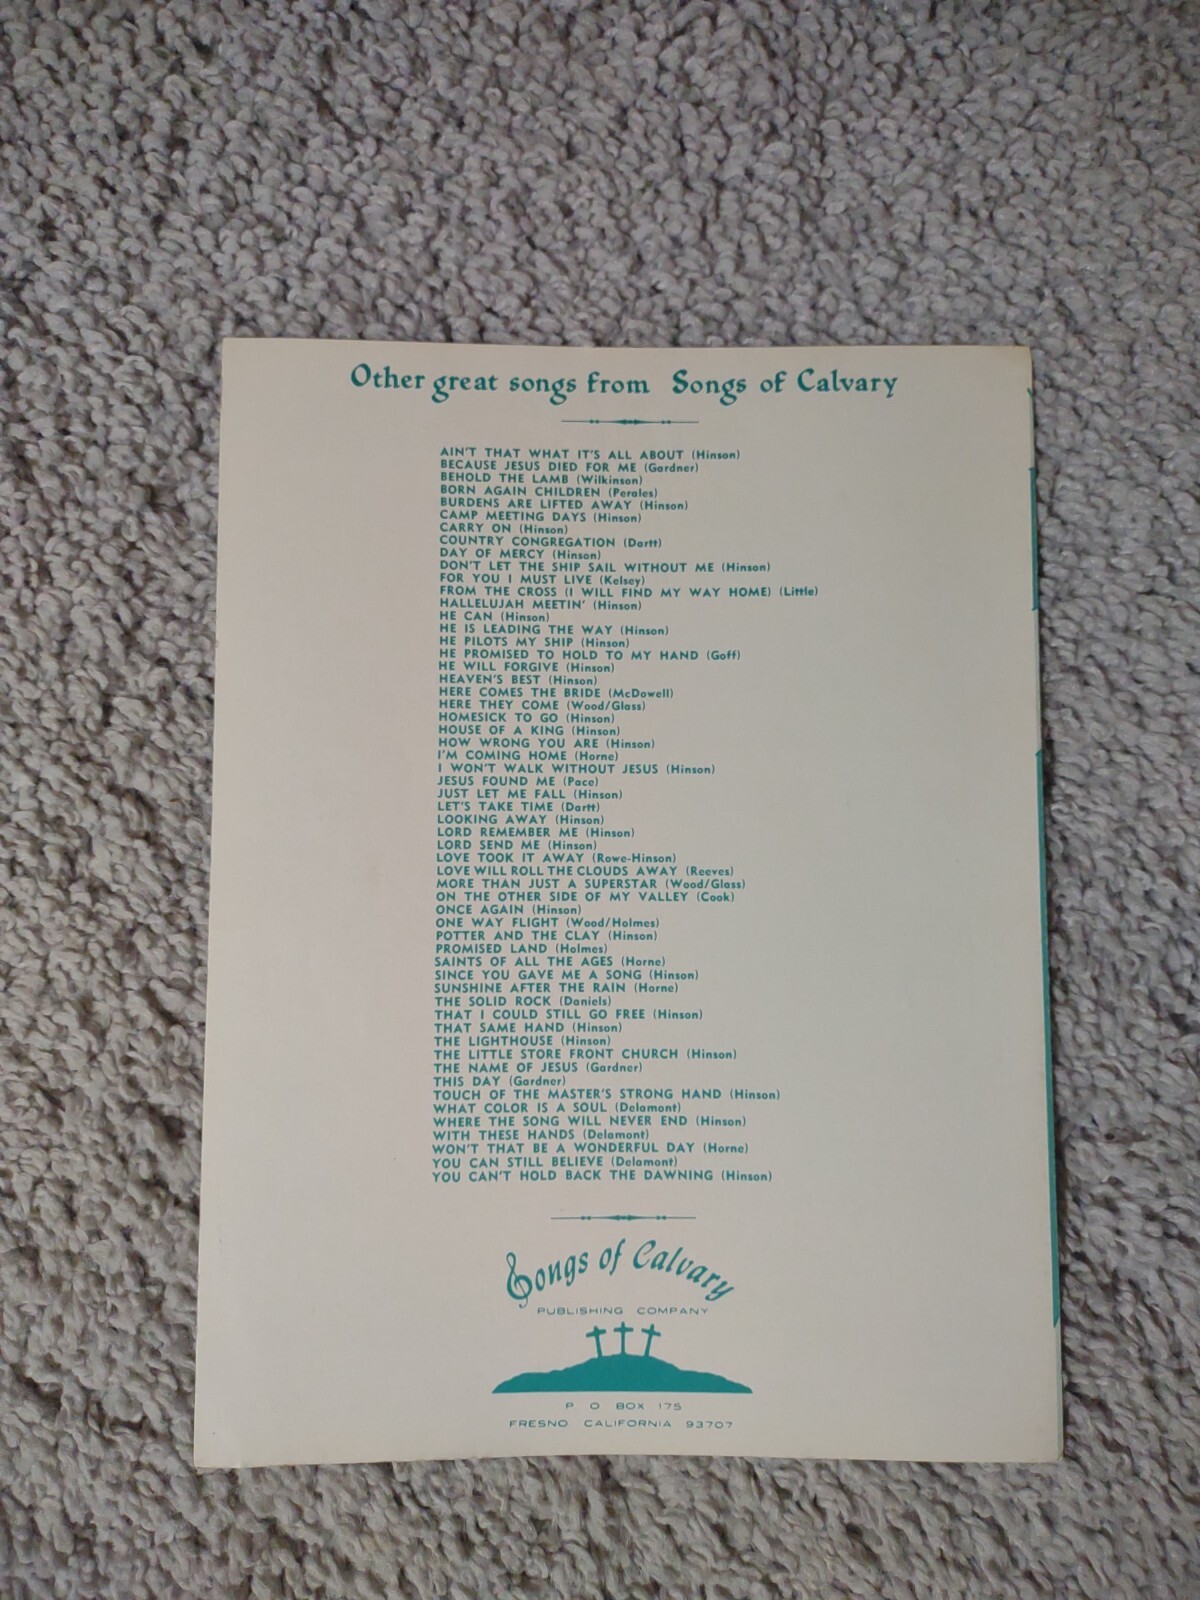 Other great songs from Songs of Calvary
AIN'T THAT WHAT IT'S ALL ABOUT (Hinson)
BECAUSE JESUS DIED FOR ME (Gardner)
BEHOLD THE LAMB (Wilkinson)
BORN AGAIN CHILDREN (Perales)
BURDENS ARE LIFTED AWAY (Hinson)
CAMP MEETING DAYS (Hinson)
CARRY ON (Hinson)
COUNTRY CONGREGATION (Dartt)
DAY OF MERCY (Hinson)
DON'T LET THE SHIP SAIL WITHOUT ME (Hinson)
FOR YOU I MUST LIVE (Kelsey)
FROM THE CROSS (I WILL FIND MY WAY HOME) (Little)
HALLELUJAH MEETIN' (Hinson)
HE CAN (Hinson)
HE IS LEADING THE WAY (Hinson)
HE PILOTS MY SHIP (Hinson)
HE PROMISED TO HOLD TO MY HAND (Goff)
HE WILL FORGIVE (Hinson)
HEAVEN'S BEST (Hinson)
HERE COMES THE BRIDE (McDowell)
HERE THEY COME (Wood/Glass)
HOMESICK TO GO (Hinson)
HOUSE OF A KING (Hinson)
HOW WRONG YOU ARE (Hinson)
I'M COMING HOME (Horne)
I WON'T WALK WITHOUT JESUS (Hinson)
JESUS FOUND ME (Pace)
JUST LET ME FALL (Hinson)
LET'S TAKE TIME (Dartt)
LOOKING AWAY (Hinson)
LORD REMEMBER ME (Hinson)
LORD SEND ME (Hinson)
LOVE TOOK IT AWAY (Rowe-Hinson)
LOVE WILL ROLL THE CLOUDS AWAY (Reeves)
MORE THAN JUST A SUPERSTAR (Wood/Glass)
ON THE OTHER SIDE OF MY VALLEY (Cook)
ONCE AGAIN (Hinson)
ONE WAY FLIGHT (Wood/Holmes)
POTTER AND THE CLAY (Hinson)
PROMISED LAND (Holmes)
SAINTS OF ALL THE AGES (Horne)
SINCE YOU GAVE ME A SONG (Hinson)
SUNSHINE AFTER THE RAIN (Horne)
THE SOLID ROCK (Daniels)
THAT I COULD STILL GO FREE (Hinson)
THAT SAME HAND (Hinson)
THE LIGHTHOUSE (Hinson)
THE LITTLE STORE FRONT CHURCH (Hinson)
THE NAME OF JESUS (Gardner)
THIS DAY (Gardner)
TOUCH OF THE MASTER'S STRONG HAND (Hinson)
WHAT COLOR IS A SOUL (Delamont)
WHERE THE SONG WILL NEVER END (Hinson)
WITH THESE HANDS (Delamont)
WON'T THAT BE A WONDERFUL DAY (Horne)
YOU CAN STILL BELIEVE (Delamont)
YOU CAN'T HOLD BACK THE DAWNING (Hinson)
Songs of Calvary
PUBLISHING COMPANY
P O BOX 175
FRESNO CALIFORNIA 93707